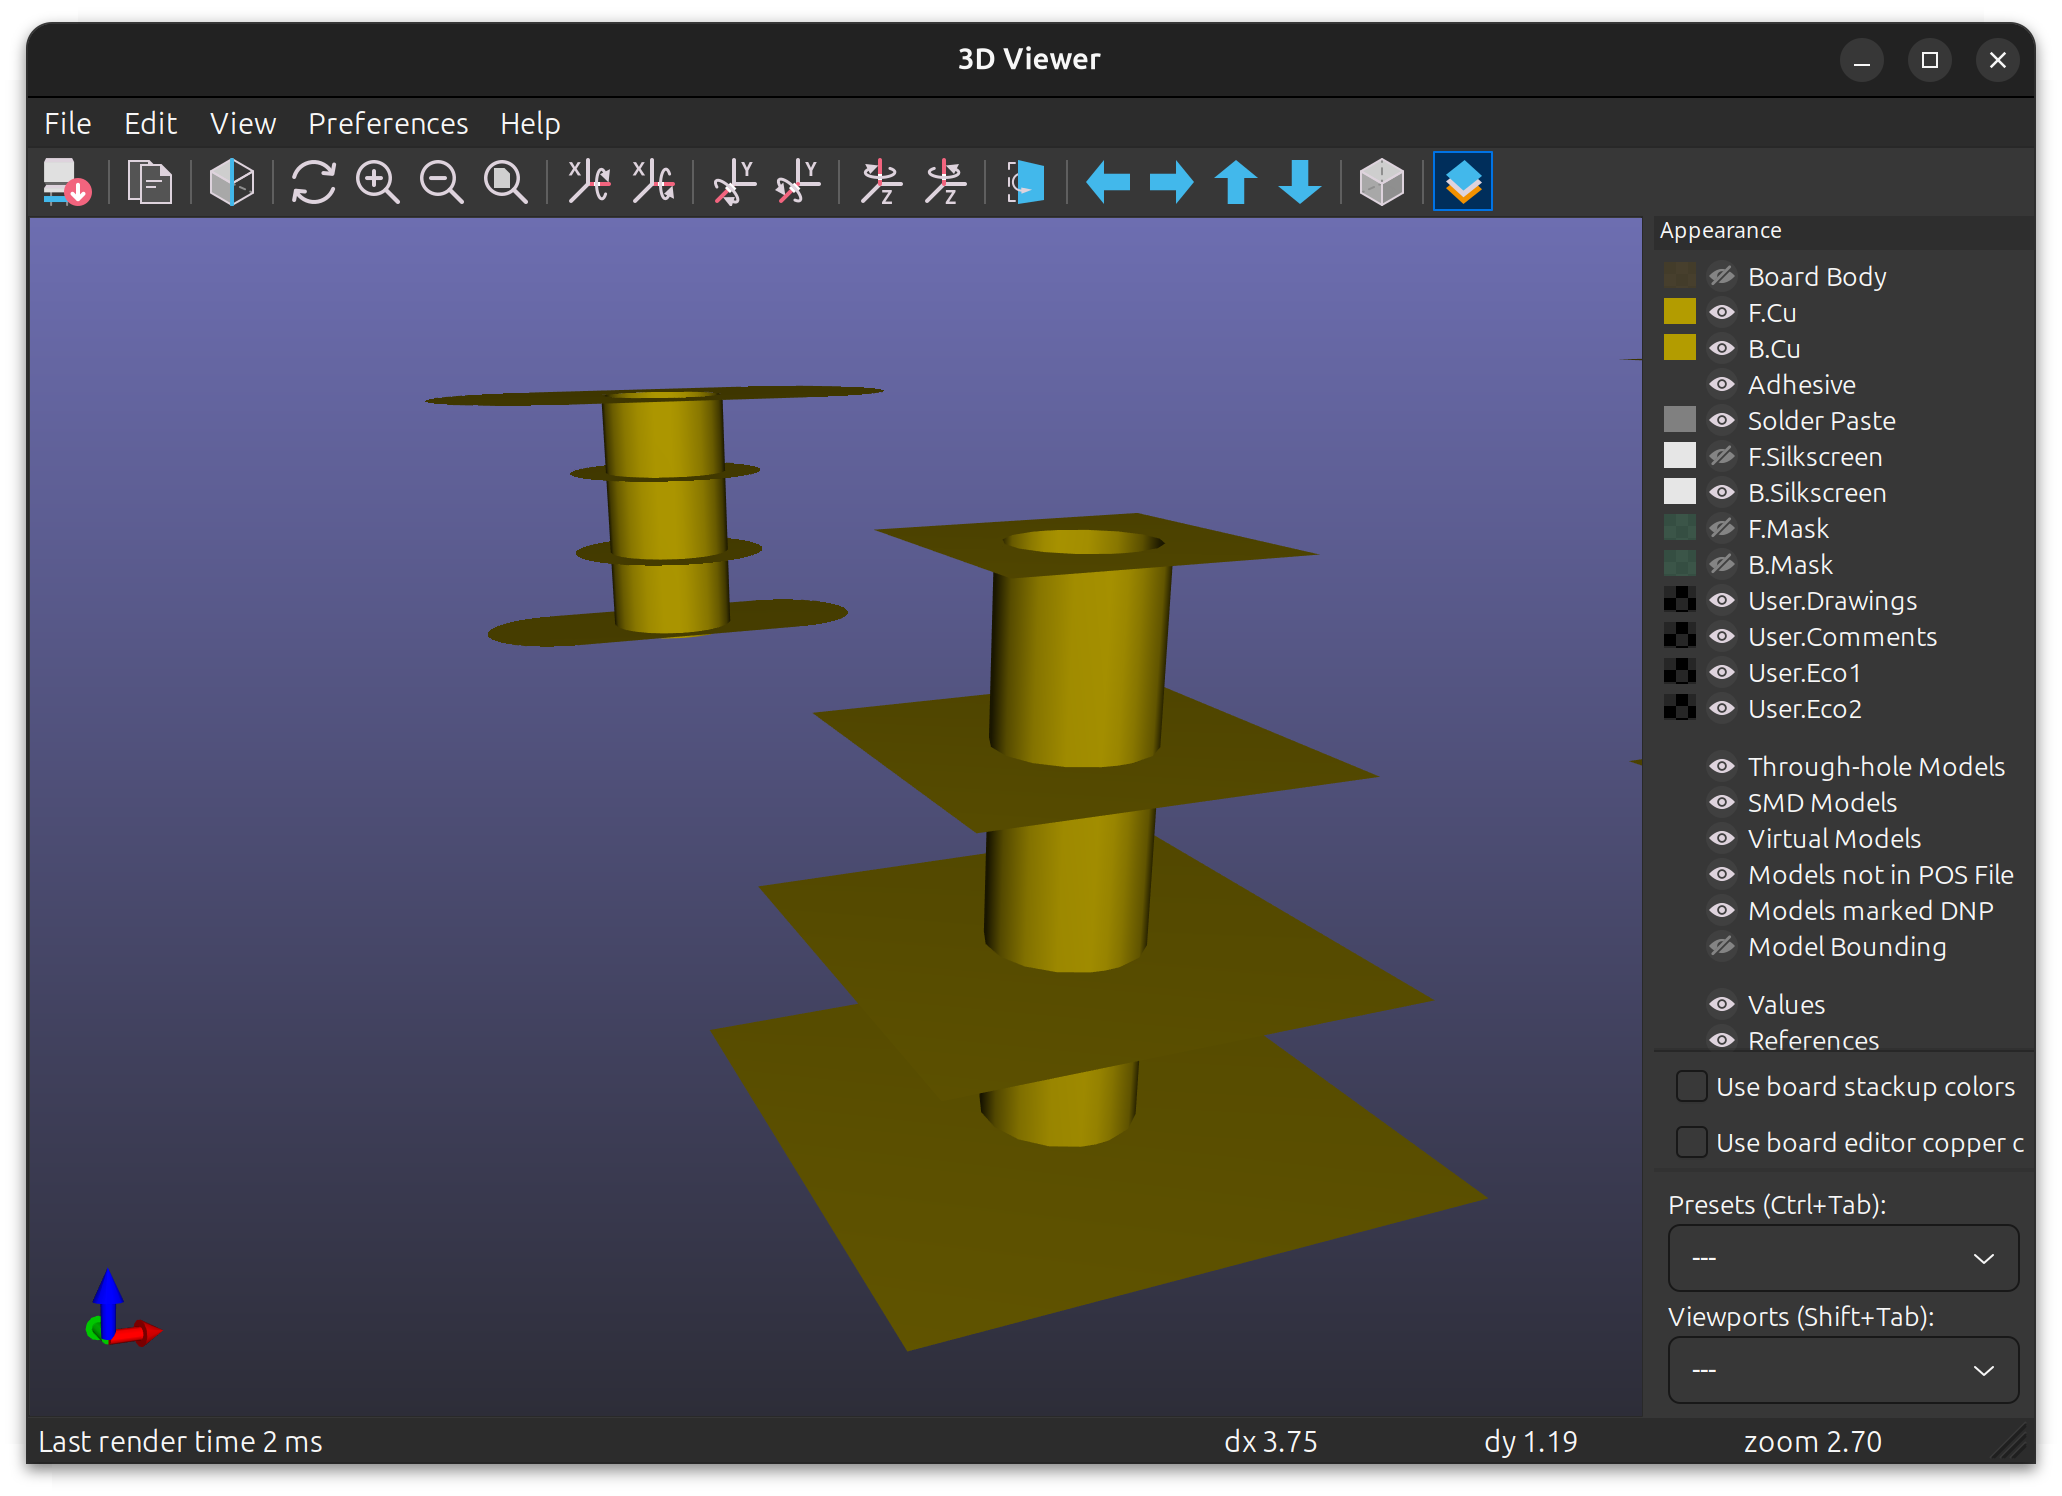 3D Viewer
File Edit View Preferences Help
X X Y Y Z Z
Appearance
Board Body
F.Cu
B.Cu
Adhesive
Solder Paste
F.Silkscreen
B.Silkscreen
F.Mask
B.Mask
User.Drawings
User.Comments
User.Eco1
User.Eco2
Through-hole Models
SMD Models
Virtual Models
Models not in POS File
Models marked DNP
Model Bounding
Values
References
Use board stackup colors
Use board editor copper c
Presets (Ctrl+Tab):
---
Viewports (Shift+Tab):
---
Last render time 2 ms dx 3.75 dy 1.19 zoom 2.70